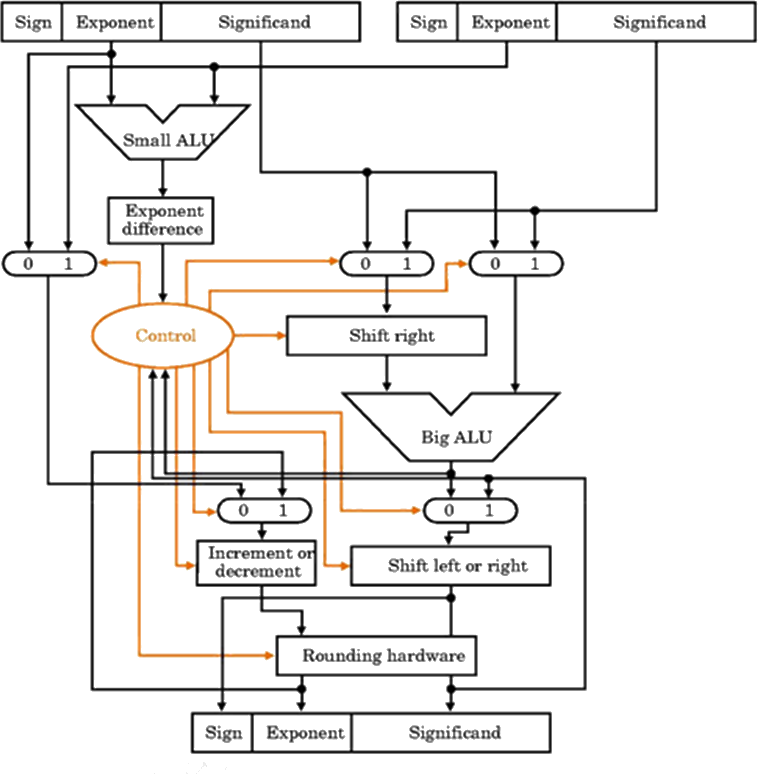 Sign Exponent Significand Sign Exponent Significand
Small ALU
Exponent
difference
0 1 0 1 0 1
Control
Shift right
Big ALU
0 1 0 1
Increment or
decrement
Shift left or right
Rounding hardware
Sign Exponent Significand